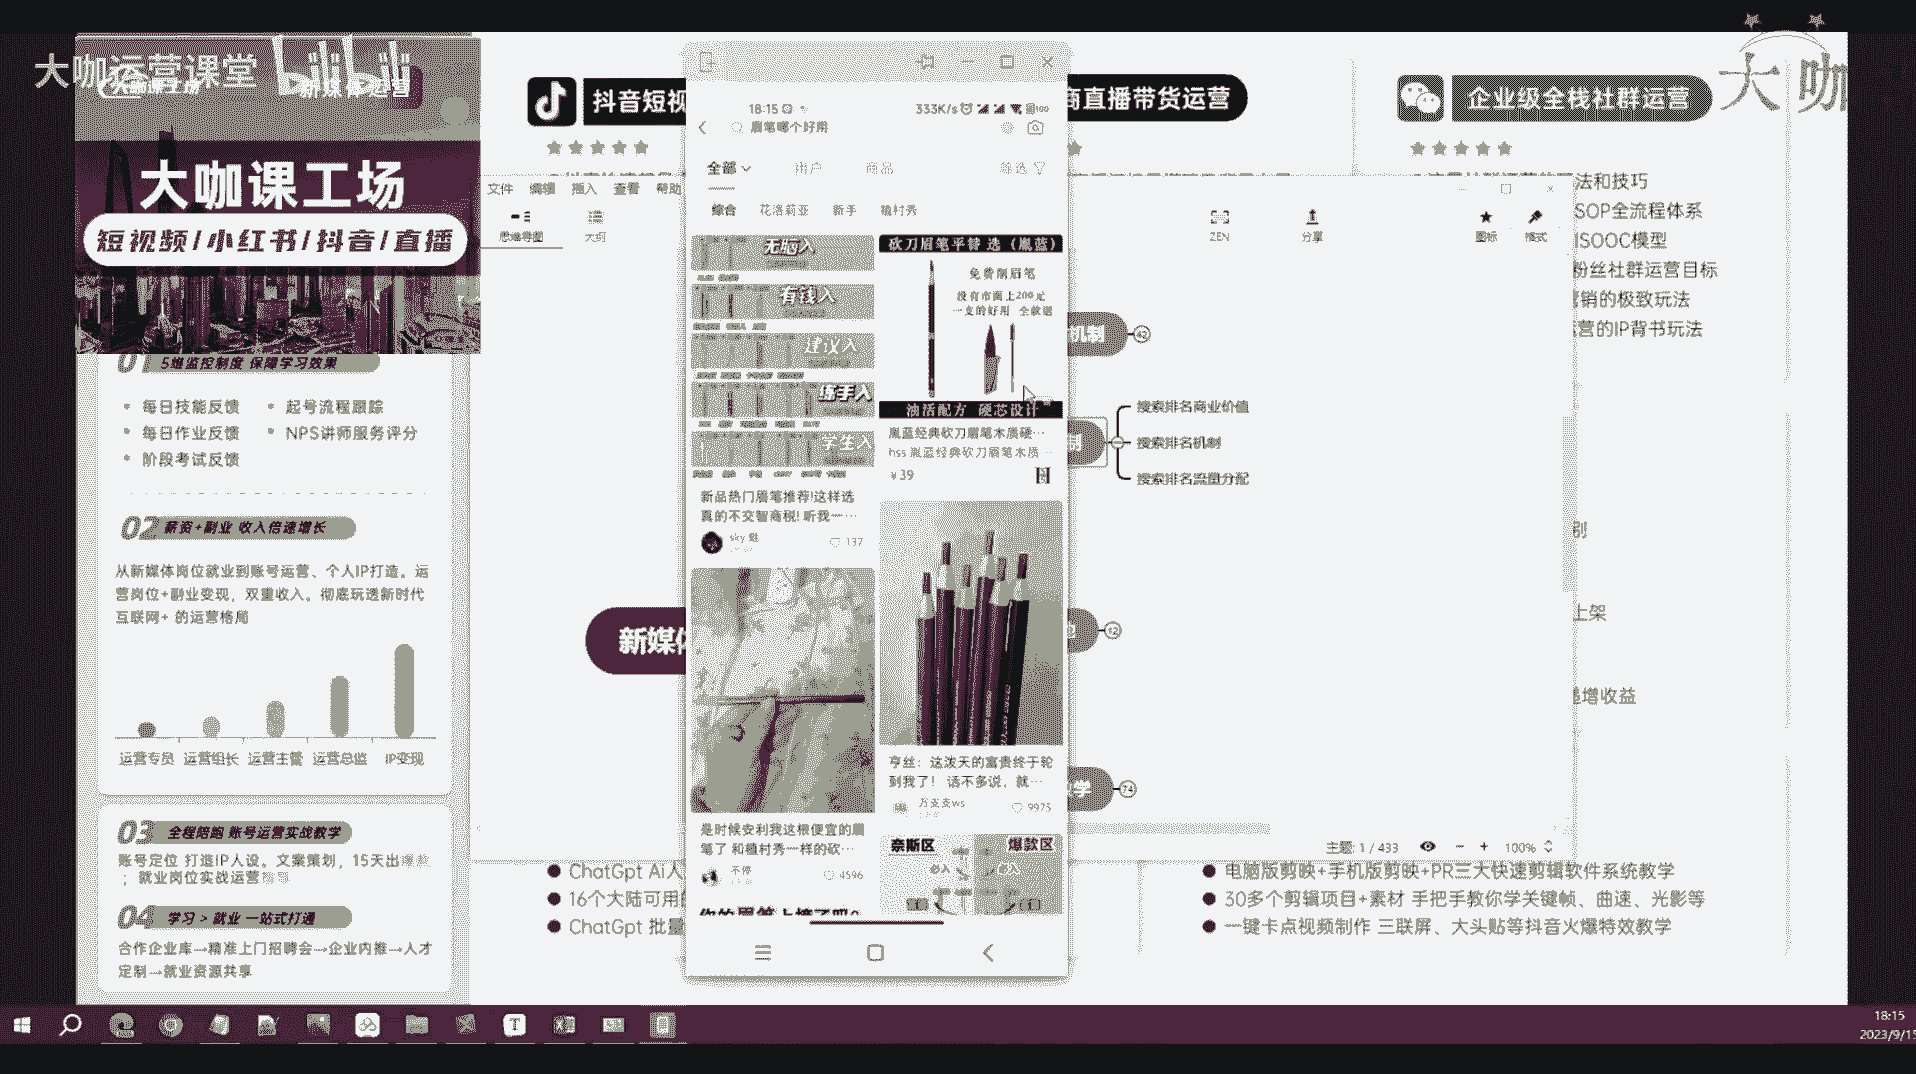 大咖运营课堂
bilibili
新媒体运营
大咖课工场
短视频/小红书/抖音/直播
01 5维监控制度 保障学习效果
每日技能反馈
起号流程跟踪
每日作业反馈
NPS讲师服务评分
阶段考试反馈
02 薪资+副业 收入倍速增长
从新媒体岗位就业到账号运营、个人IP打造。运
营岗位+副业变现，双重收入。彻底玩透新时代
互联网+ 的运营格局
运营专员 运营组长 运营主管 运营总监 IP变现
03 全程陪跑 账号运营实战教学
账号定位 打造IP人设。文案策划，15天出爆款
；就业岗位实战运营
04 学习 > 就业 一站式打通
合作企业库→精准上门招聘会→企业内推→人才
定制→就业资源共享
抖音短视
商直播带货运营
企业级全栈社群运营
大咖
文件 编辑 插入 查看 帮助
思维导图
大纲
ZEN
分享
图标
格式
法和技巧
SOP全流程体系
ISOOC模型
粉丝社群运营目标
营销的极致玩法
运营的IP背书玩法
别
上架
递增收益
新媒体
机制
42
制
搜索排名商业价值
搜索排名机制
搜索排名流量分配
12
学
74
主题: 1 / 433
100%
18:15
333K/s
100
眉笔哪个好用
全部
用户
商品
筛选
综合
花洛莉亚
新手
植村秀
无脑入
有钱入
建议入
练手入
学生入
新品热门眉笔推荐!这样选
真的不交智商税! 听我一…
sky 魁
137
砍刀眉笔平替 选（胤蓝）
免费削眉笔
没有市面上200元
一支的好用 全款退
油活配方 硬芯设计
胤蓝经典砍刀眉笔木质硬…
hss 胤蓝经典砍刀眉笔木质…
¥39
亨丝：这泼天的富贵终于轮
到我了！ 话不多说，就…
万克克ws
9975
是时候安利我这根便宜的眉
笔了 和植村秀一样的砍…
不停
4596
奈斯区
爆款区
ChatGpt AI人
16个大陆可用的
ChatGpt 批量
电脑版剪映+手机版剪映+PR三大快速剪辑软件系统教学
30多个剪辑项目+素材 手把手教你学关键帧、曲速、光影等
一键卡点视频制作 三联屏、大头贴等抖音火爆特效教学
18:15
2023/9/15